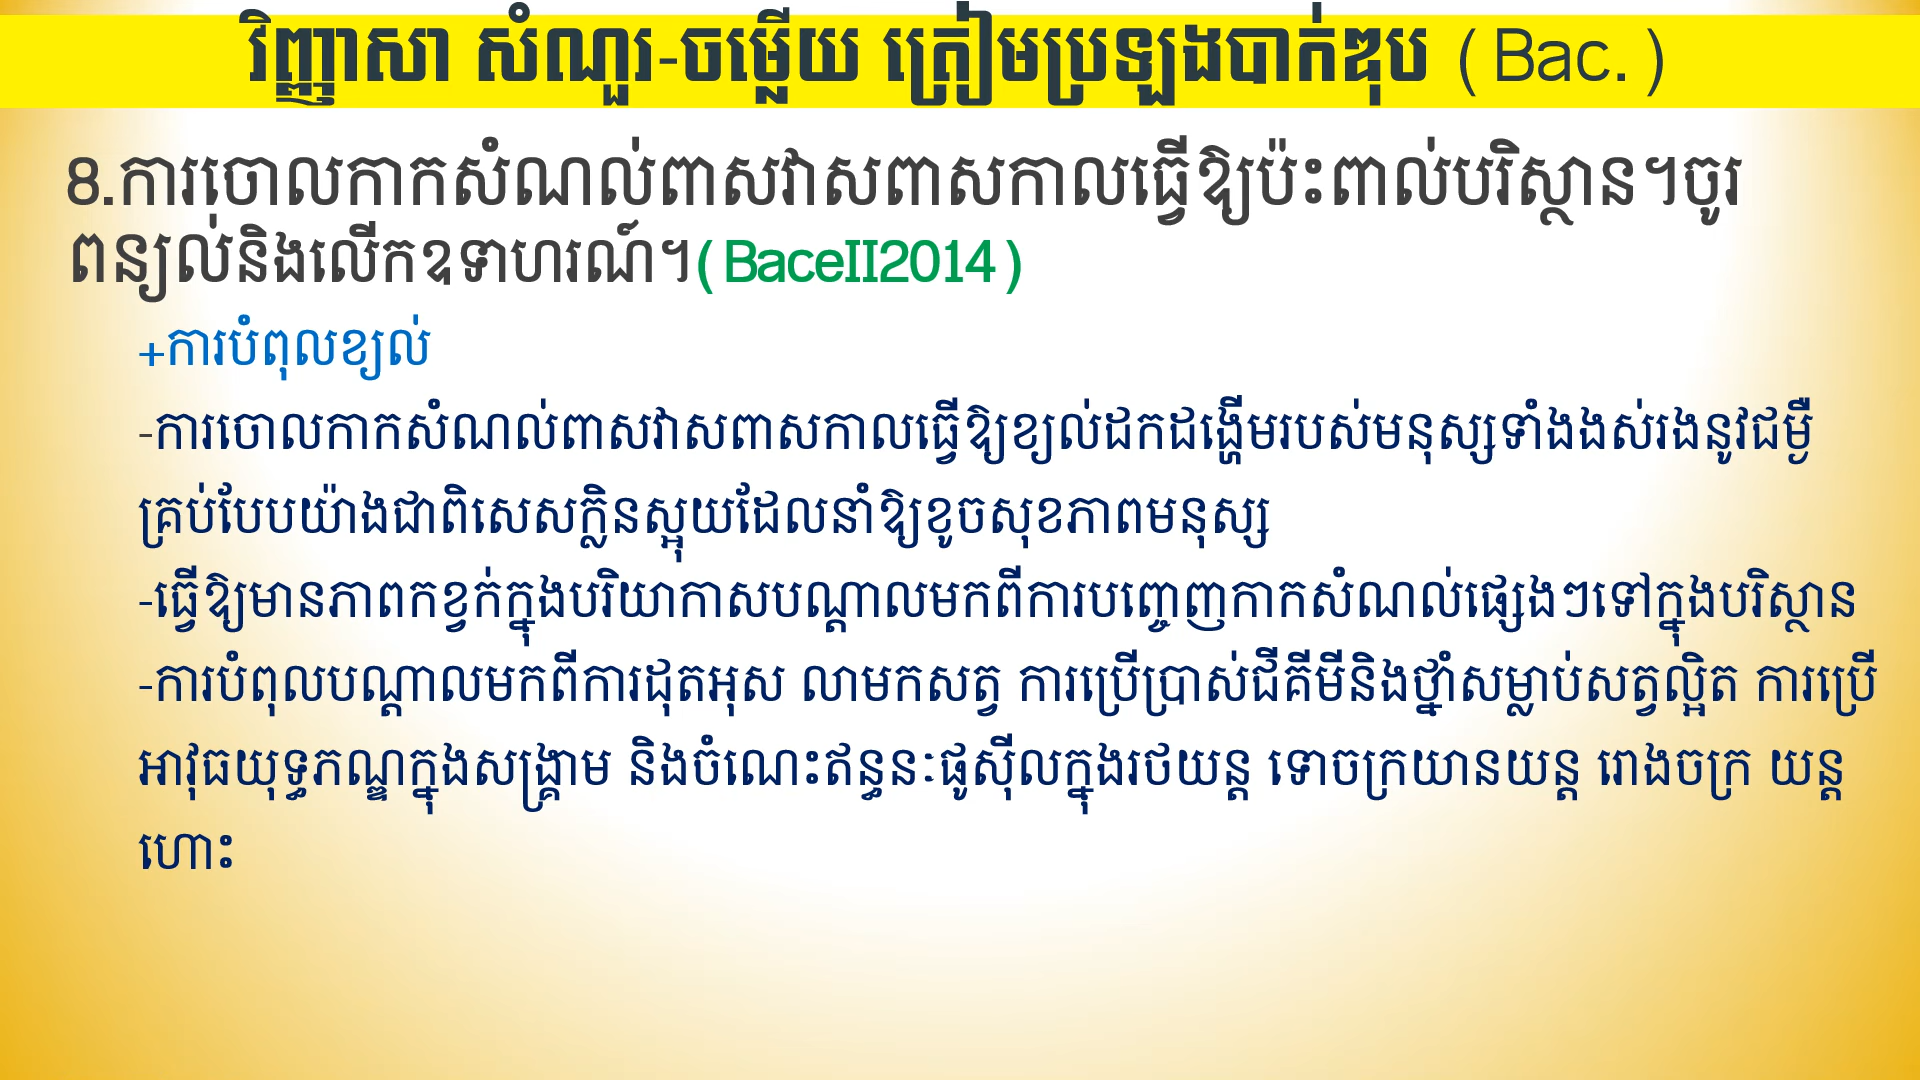 វិញ្ញាសា សំណួរ-ចម្លើយ ត្រៀមប្រឡងបាក់ឌុប (Bac.)
8.ការចោលកាកសំណល់ពាសវាសពាសកាលធ្វើឱ្យប៉ះពាល់បរិស្ថាន។ចូរ
ពន្យល់និងលើកឧទាហរណ៍។(BaceII2014)
+ការបំពុលខ្យល់
-ការចោលកាកសំណល់ពាសវាសពាសកាលធ្វើឱ្យខ្យល់ដកដង្ហើមរបស់មនុស្សទាំងងស់រងនូវជម្ងឺ
គ្រប់បែបយ៉ាងជាពិសេសក្លិនស្អុយដែលនាំឱ្យខូចសុខភាពមនុស្ស
-ធ្វើឱ្យមានភាពកខ្វក់ក្នុងបរិយាកាសបណ្តាលមកពីការបញ្ចេញកាកសំណល់ផ្សេងៗទៅក្នុងបរិស្ថាន
-ការបំពុលបណ្តាលមកពីការដុតអុស លាមកសត្វ ការប្រើប្រាស់ជីគីមីនិងថ្នាំសម្លាប់សត្វល្អិត ការប្រើ
អាវុធយុទ្ធភណ្ឌក្នុងសង្គ្រាម និងចំណេះឥន្ធនៈផូស៊ីលក្នុងរថយន្ត ទោចក្រយានយន្ត រោងចក្រ យន្ត
ហោះ